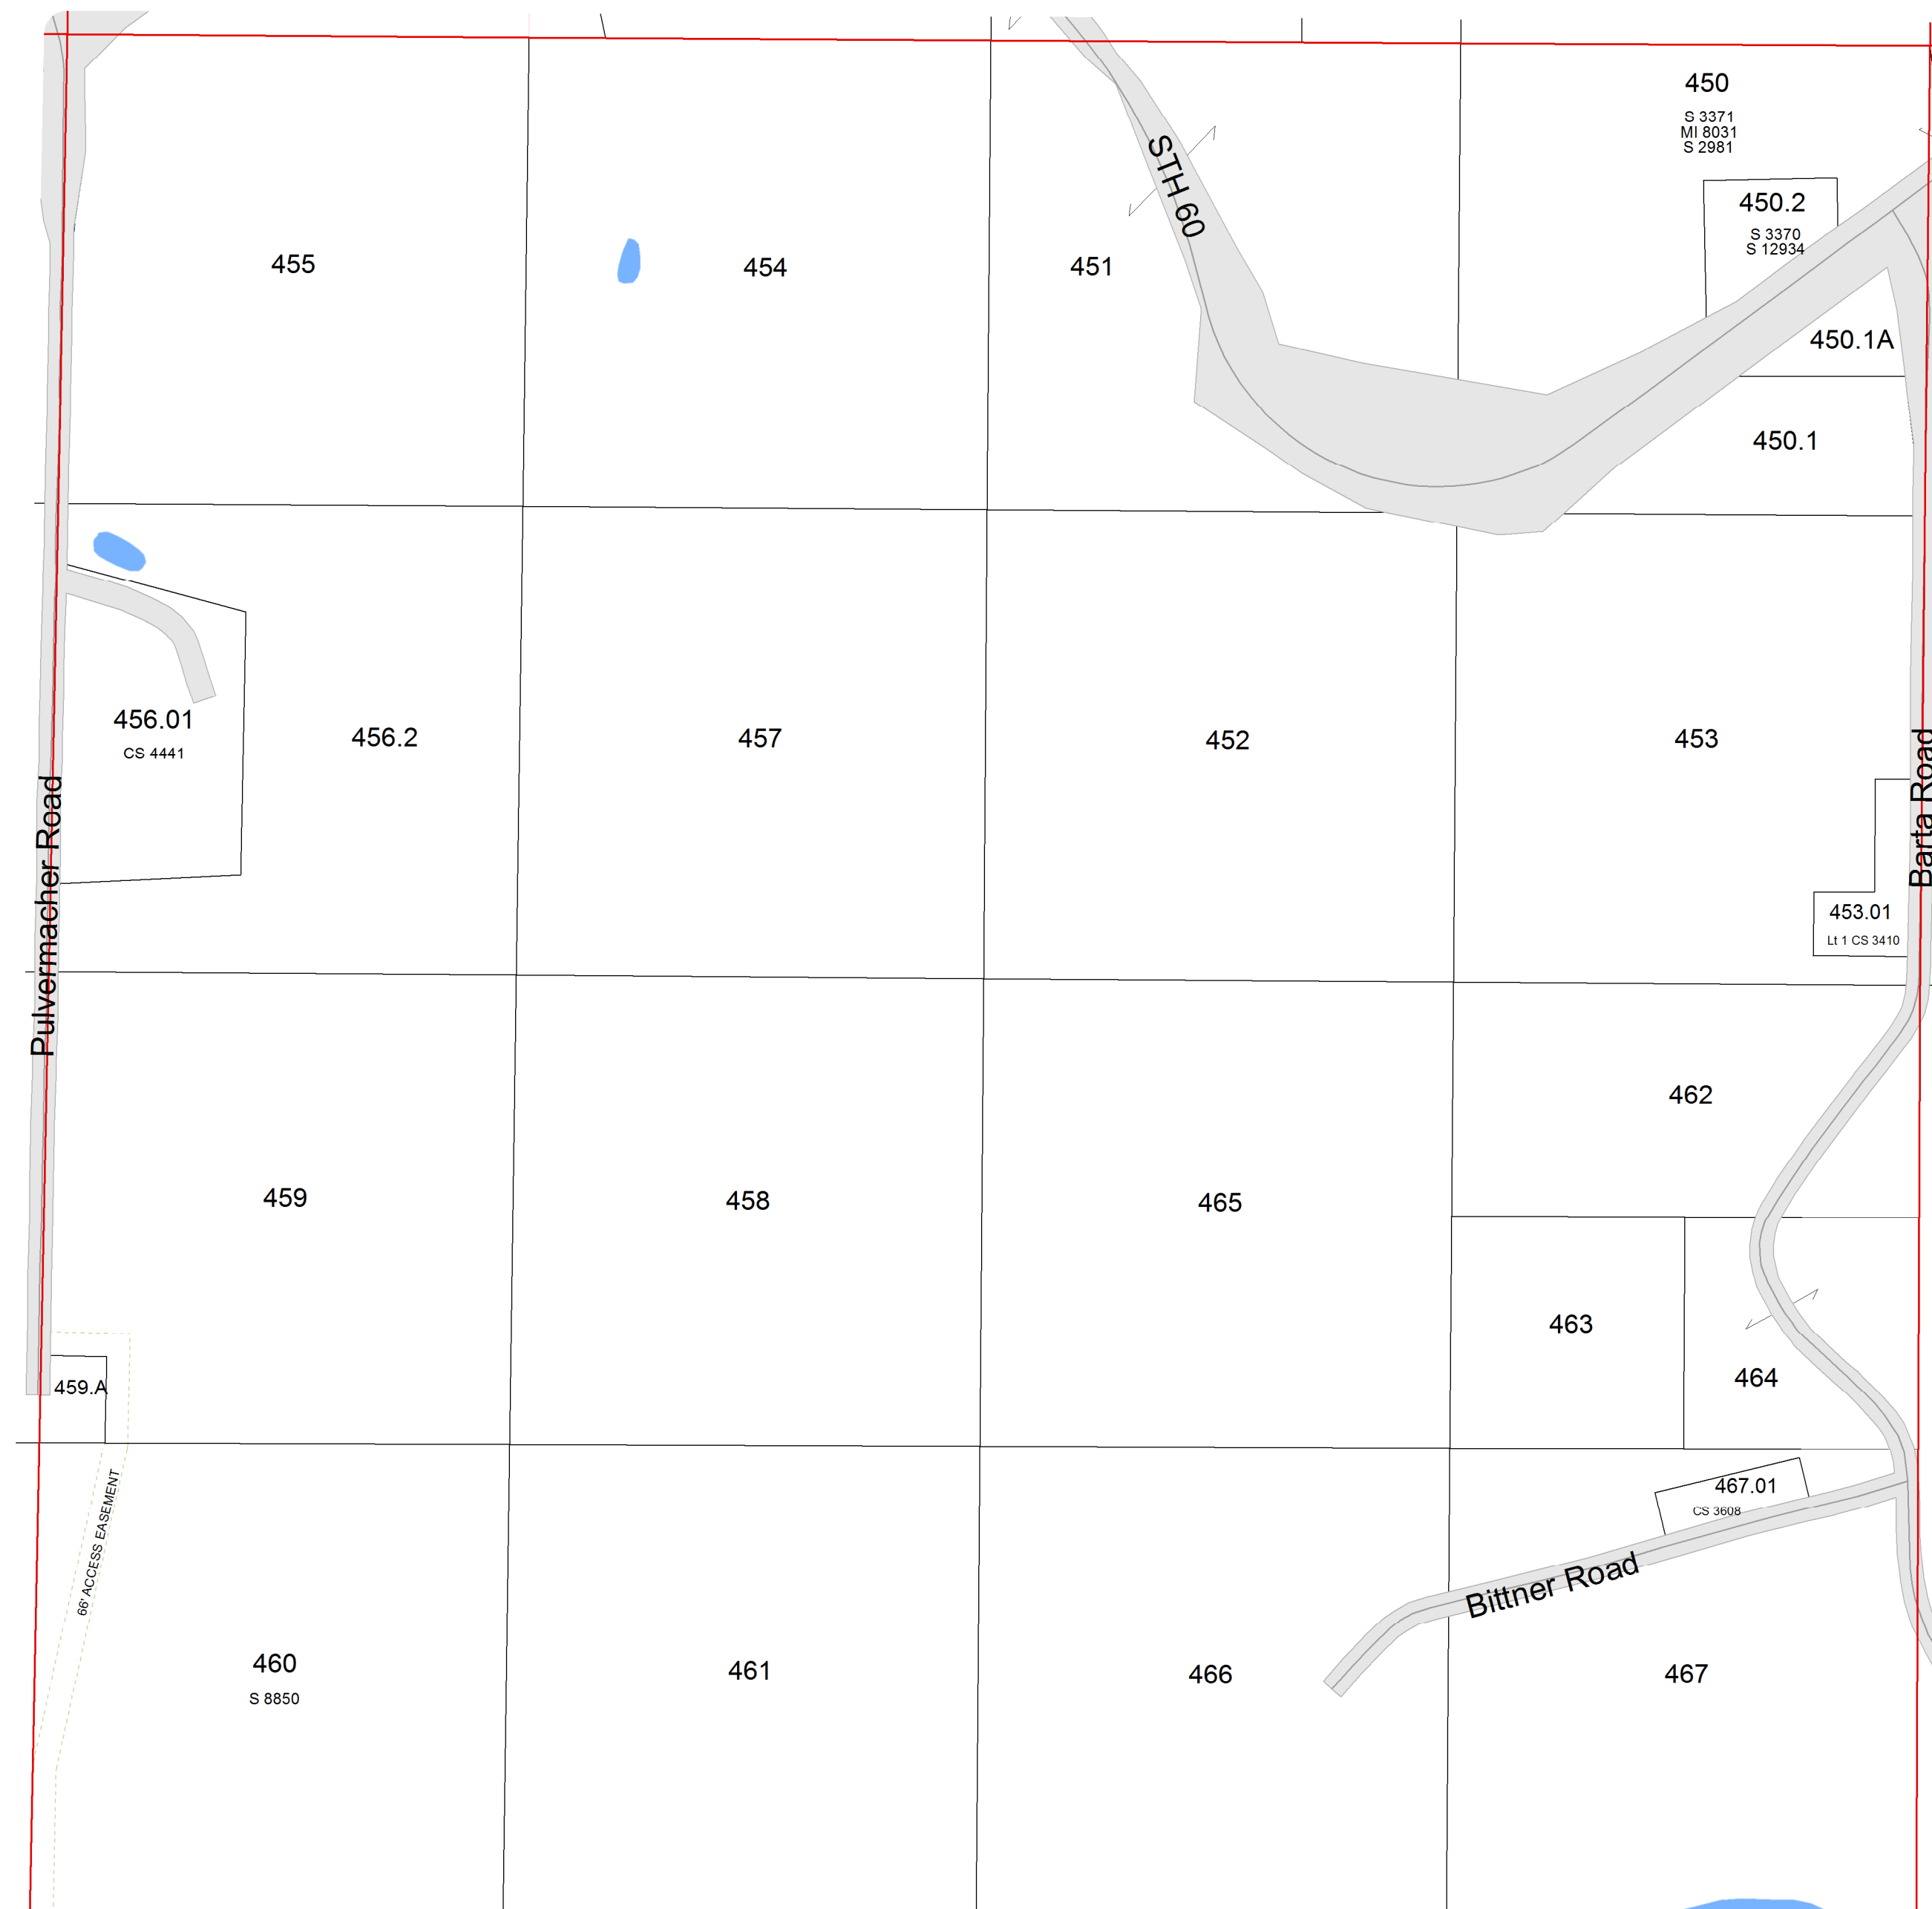 450
S 3371
MI 8031
S 2981
STH 60
450.2
S 3370
S 12934
455
454
451
450.1A
450.1
456.01
CS 4441
456.2
457
452
453
Pulvermacher Road
Barta Road
453.01
Lt 1 CS 3410
462
459
458
465
463
464
459.A
467.01
CS 3608
66' ACCESS EASEMENT
Bittner Road
460
S 8850
461
466
467